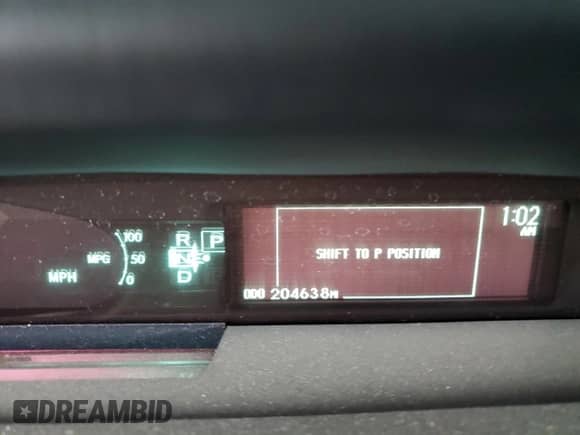 100
MPG 50
0
MPH
R P
N
D
1:02
AM
SHIFT TO P POSITION
ODO 204638MI
DREAMBID